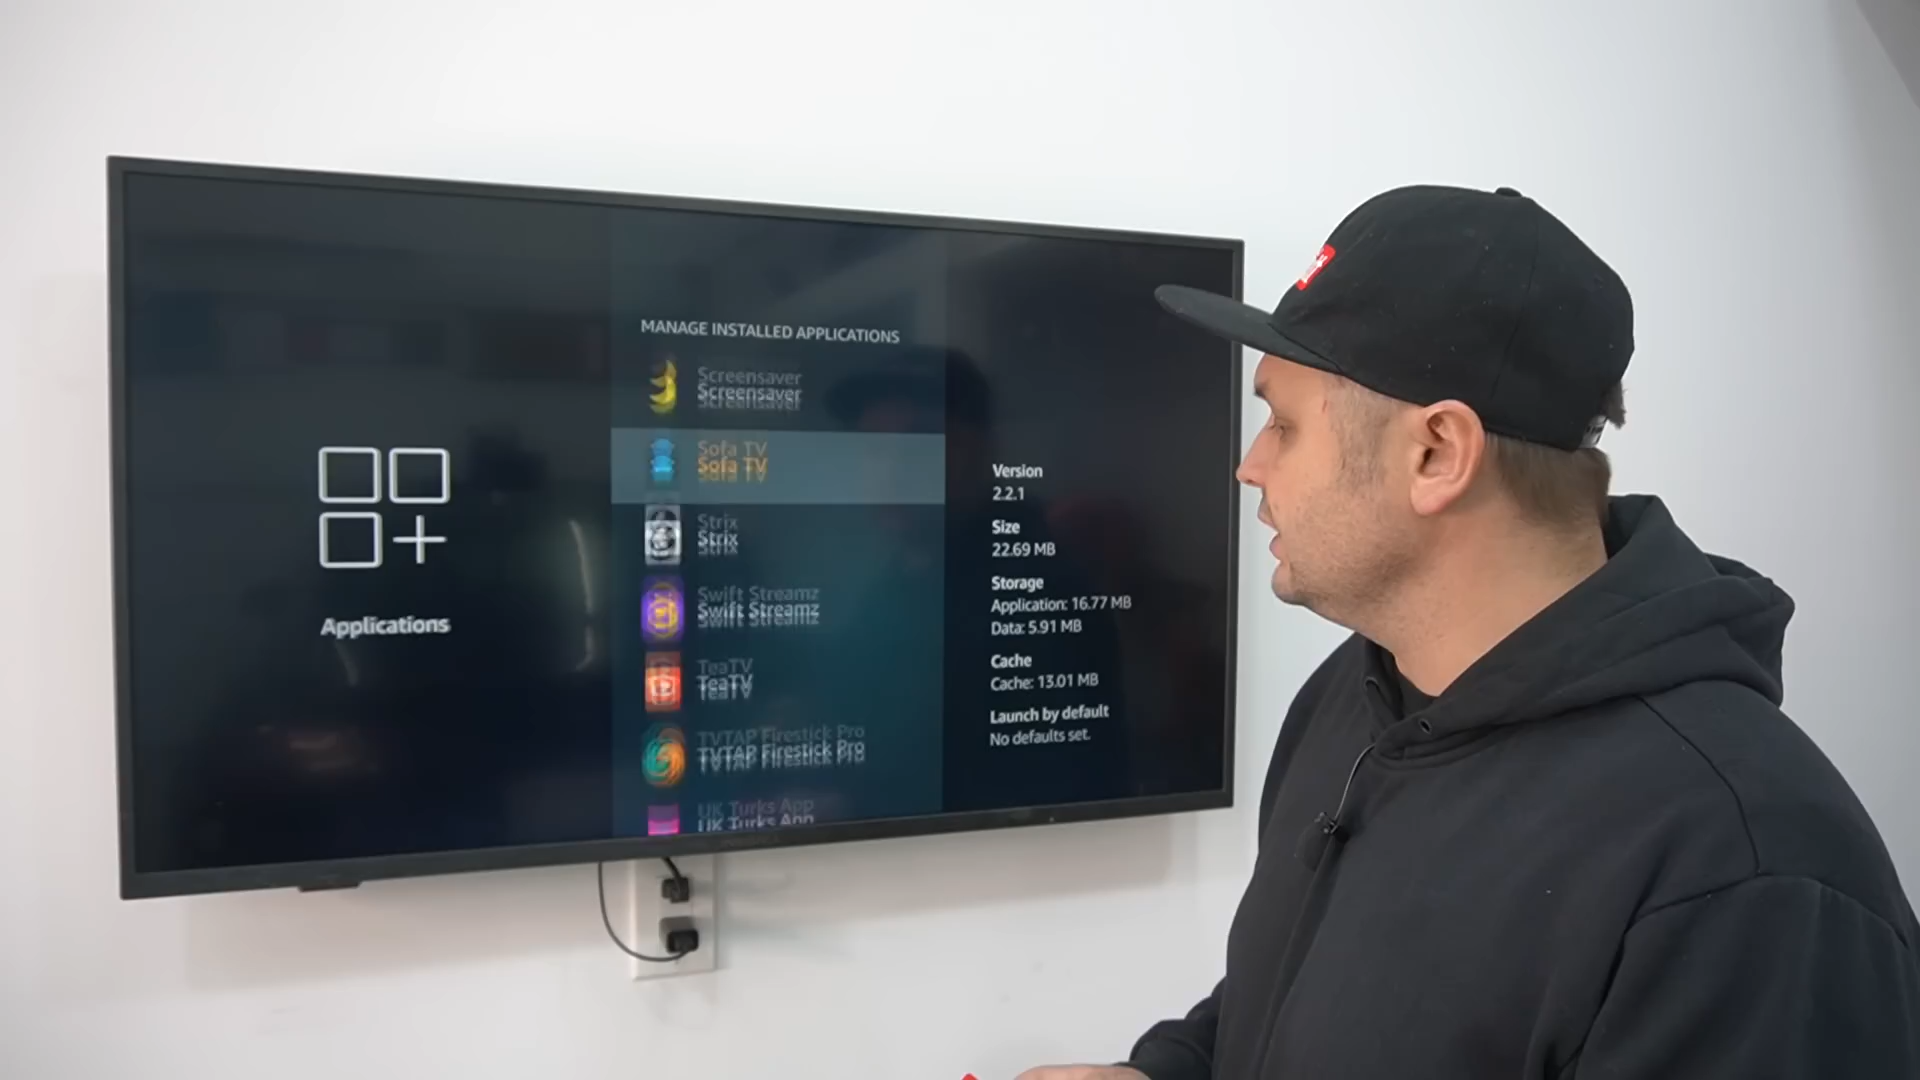 MANAGE INSTALLED APPLICATIONS
Screensaver
Sofa TV
Strix
Swift Streamz
TeaTV
TVTAP Firestick Pro
UK Turks App
Applications
Version
2.2.1
Size
22.69 MB
Storage
Application: 16.77 MB
Data: 5.91 MB
Cache
Cache: 13.01 MB
Launch by default
No defaults set.